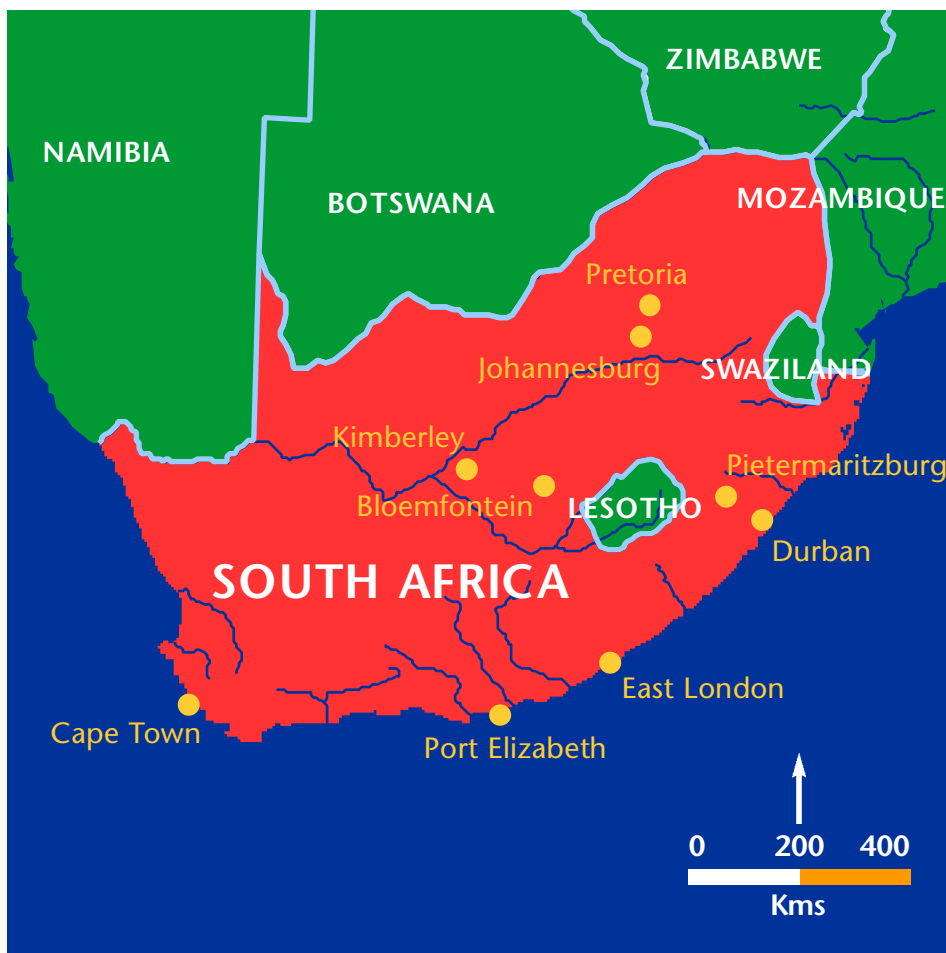 ZIMBABWE
NAMIBIA
BOTSWANA
MOZAMBIQUE
Pretoria
Johannesburg
SWAZILAND
Kimberley
Pietermaritzburg
Bloemfontein
LESOTHO
Durban
SOUTH AFRICA
East London
Cape Town
Port Elizabeth
0 200 400
Kms